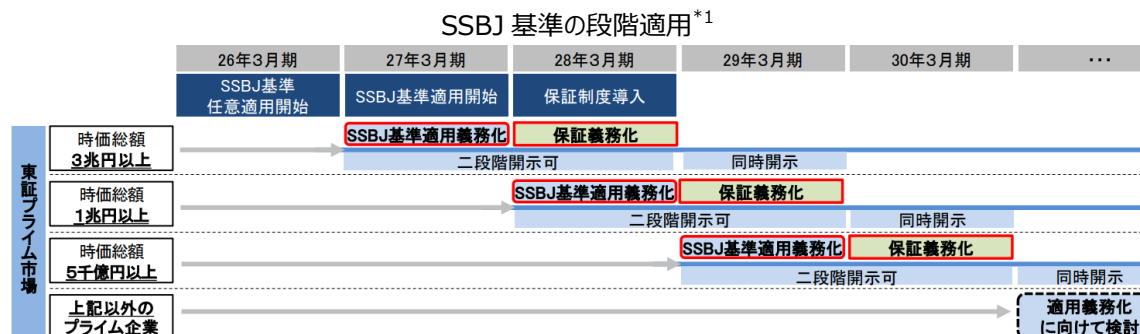 SSBJ 基準の段階適用*1
26年3月期 27年3月期 28年3月期 29年3月期 30年3月期 ･･･
SSBJ基準
任意適用開始
SSBJ基準適用開始
保証制度導入
東証プライム市場
時価総額
3兆円以上
SSBJ基準適用義務化 保証義務化
二段階開示可 同時開示
時価総額
1兆円以上
SSBJ基準適用義務化 保証義務化
二段階開示可 同時開示
時価総額
5千億円以上
SSBJ基準適用義務化 保証義務化
二段階開示可 同時開示
上記以外の
プライム企業
適用義務化
に向けて検討